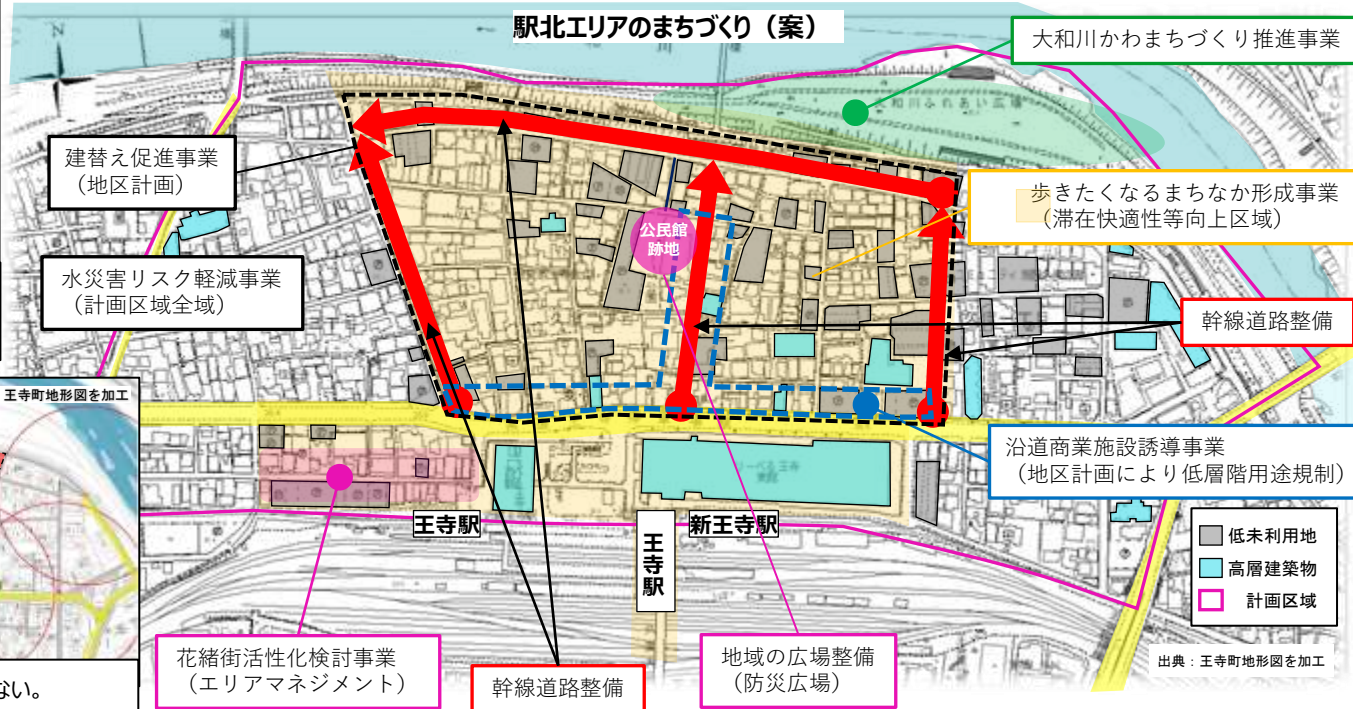 駅北エリアのまちづくり（案）
N
川
大和川かわまちづくり推進事業
大和川ふれあい広場
建替え促進事業
（地区計画）
歩きたくなるまちなか形成事業
（滞在快適性等向上区域）
公民館
跡地
水災害リスク軽減事業
（計画区域全域）
幹線道路整備
王寺町地形図を加工
沿道商業施設誘導事業
（地区計画により低層階用途規制）
王寺駅
新王寺駅
王寺駅
低未利用地
高層建築物
計画区域
花緒街活性化検討事業
（エリアマネジメント）
幹線道路整備
地域の広場整備
（防災広場）
出典：王寺町地形図を加工
ない。